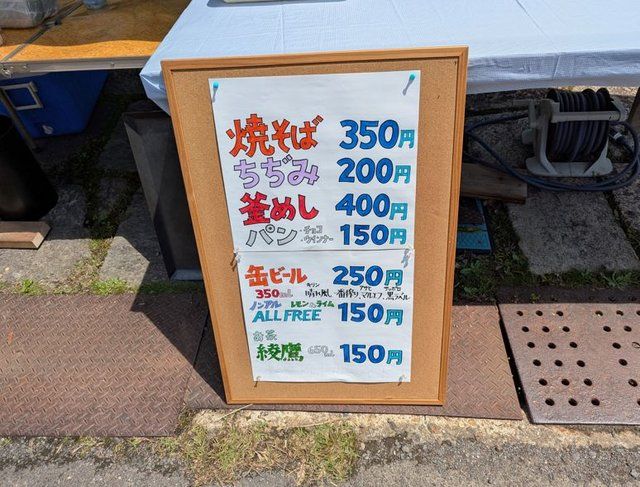 焼そば 350円
ちぢみ 200円
釜めし 400円
パン ・チョコ ・ウインナー 150円
缶ビール 250円
350mL キリン 晴れ風 一番搾り、アサヒ マルエフ、サッポロ 黒ラベル
ノンアル レモン&ライム
ALL FREE 150円
お茶
綾鷹 650mL 150円